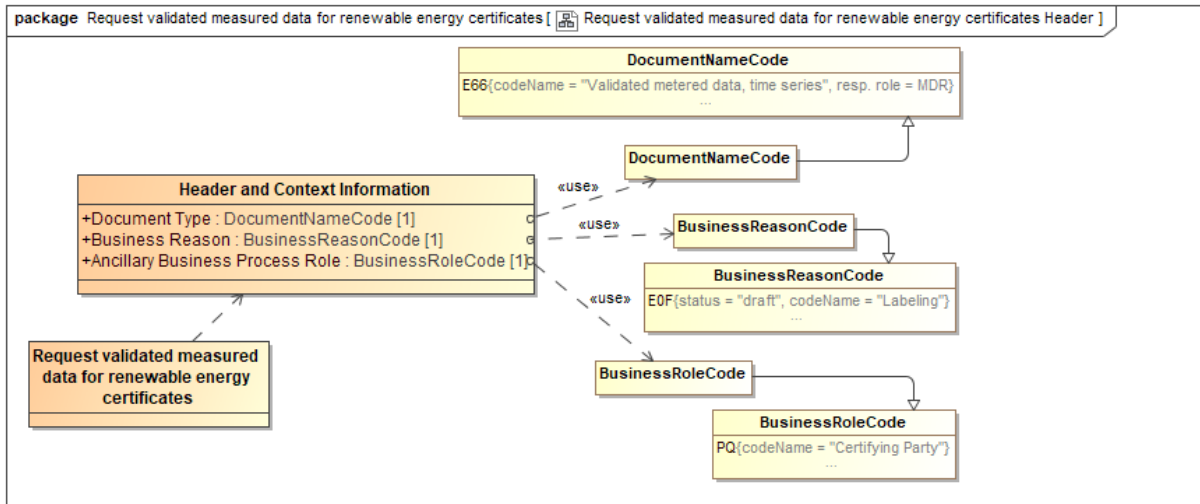 package Request validated measured data for renewable energy certificates [ Request validated measured data for renewable energy certificates Header ]
DocumentNameCode
E66{codeName = "Validated metered data, time series", resp. role = MDR}
...
DocumentNameCode
«use»
Header and Context Information
+Document Type : DocumentNameCode [1]
+Business Reason : BusinessReasonCode [1]
+Ancillary Business Process Role : BusinessRoleCode [1]
«use»
BusinessReasonCode
BusinessReasonCode
E0F{status = "draft", codeName = "Labeling"}
...
«use»
Request validated measured
data for renewable energy
certificates
BusinessRoleCode
BusinessRoleCode
PQ{codeName = "Certifying Party"}
...